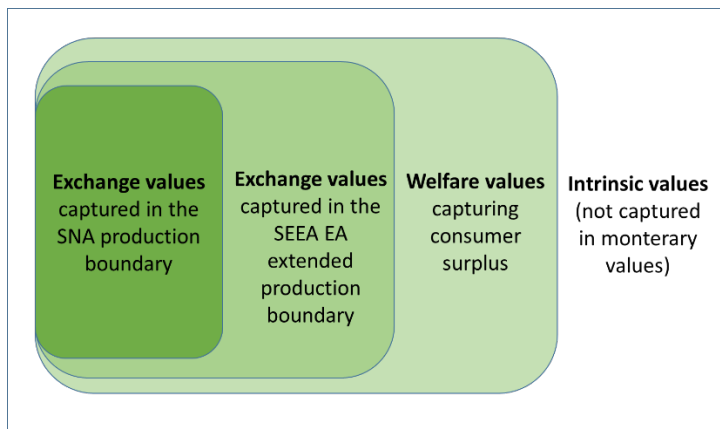 Exchange values
captured in the
SNA production
boundary
Exchange values
captured in the
SEEA EA
extended
production
boundary
Welfare values
capturing
consumer
surplus
Intrinsic values
(not captured
in monterary
values)